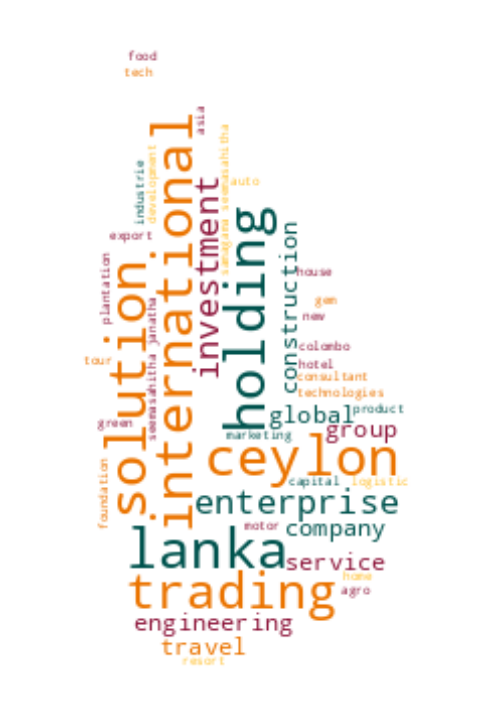 food
tech
asia
international
industrie
development
samagama seemasahitha
auto
investment
holding
export
construction
plantation
solution
house
seemasahitha janatha
gem
new
colombo
tour
hotel
consultant
technologies
global
product
green
group
marketing
ceylon
foundation
capital
logistic
enterprise
motor
company
lanka
service
trading
home
agro
engineering
travel
resort